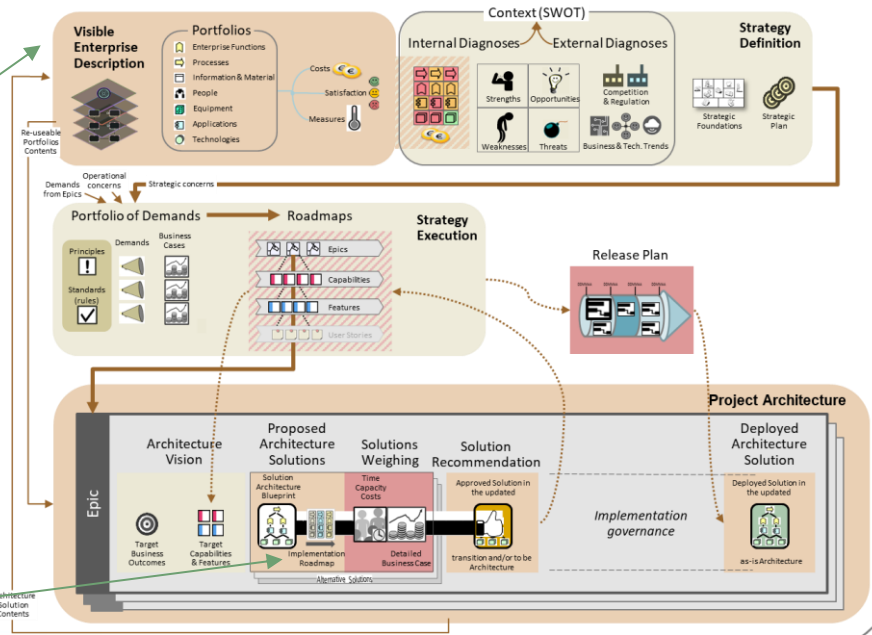 Visible
Enterprise
Description
Portfolios
Enterprise Functions
Processes
Information & Material
People
Equipment
Applications
Technologies
Costs
Satisfaction
Measures
Context (SWOT)
Internal Diagnoses
External Diagnoses
Strengths
Opportunities
Weaknesses
Threats
Competition
& Regulation
Business & Tech. Trends
Strategy
Definition
Strategic
Foundations
Strategic
Plan
Re-useable
Portfolios
Contents
Operational
concerns
Demands
from Epics
Strategic concerns
Portfolio of Demands
Roadmaps
Strategy
Execution
Principles
Standards
(rules)
Demands
Business
Cases
Epics
Capabilities
Features
User Stories
Release Plan
Project Architecture
Epic
Architecture
Vision
Target
Business
Outcomes
Target
Capabilities
& Features
Proposed
Architecture
Solutions
Solution
Architecture
Blueprint
Implementation
Roadmap
Solutions
Weighing
Time
Capacity
Costs
Detailed
Business Case
Alternative Solutions
Solution
Recommendation
Approved Solution in
the updated
transition and/or to be
Architecture
Implementation
governance
Deployed
Architecture
Solution
Deployed Solution in
the updated
as-is Architecture
Solution
Contents